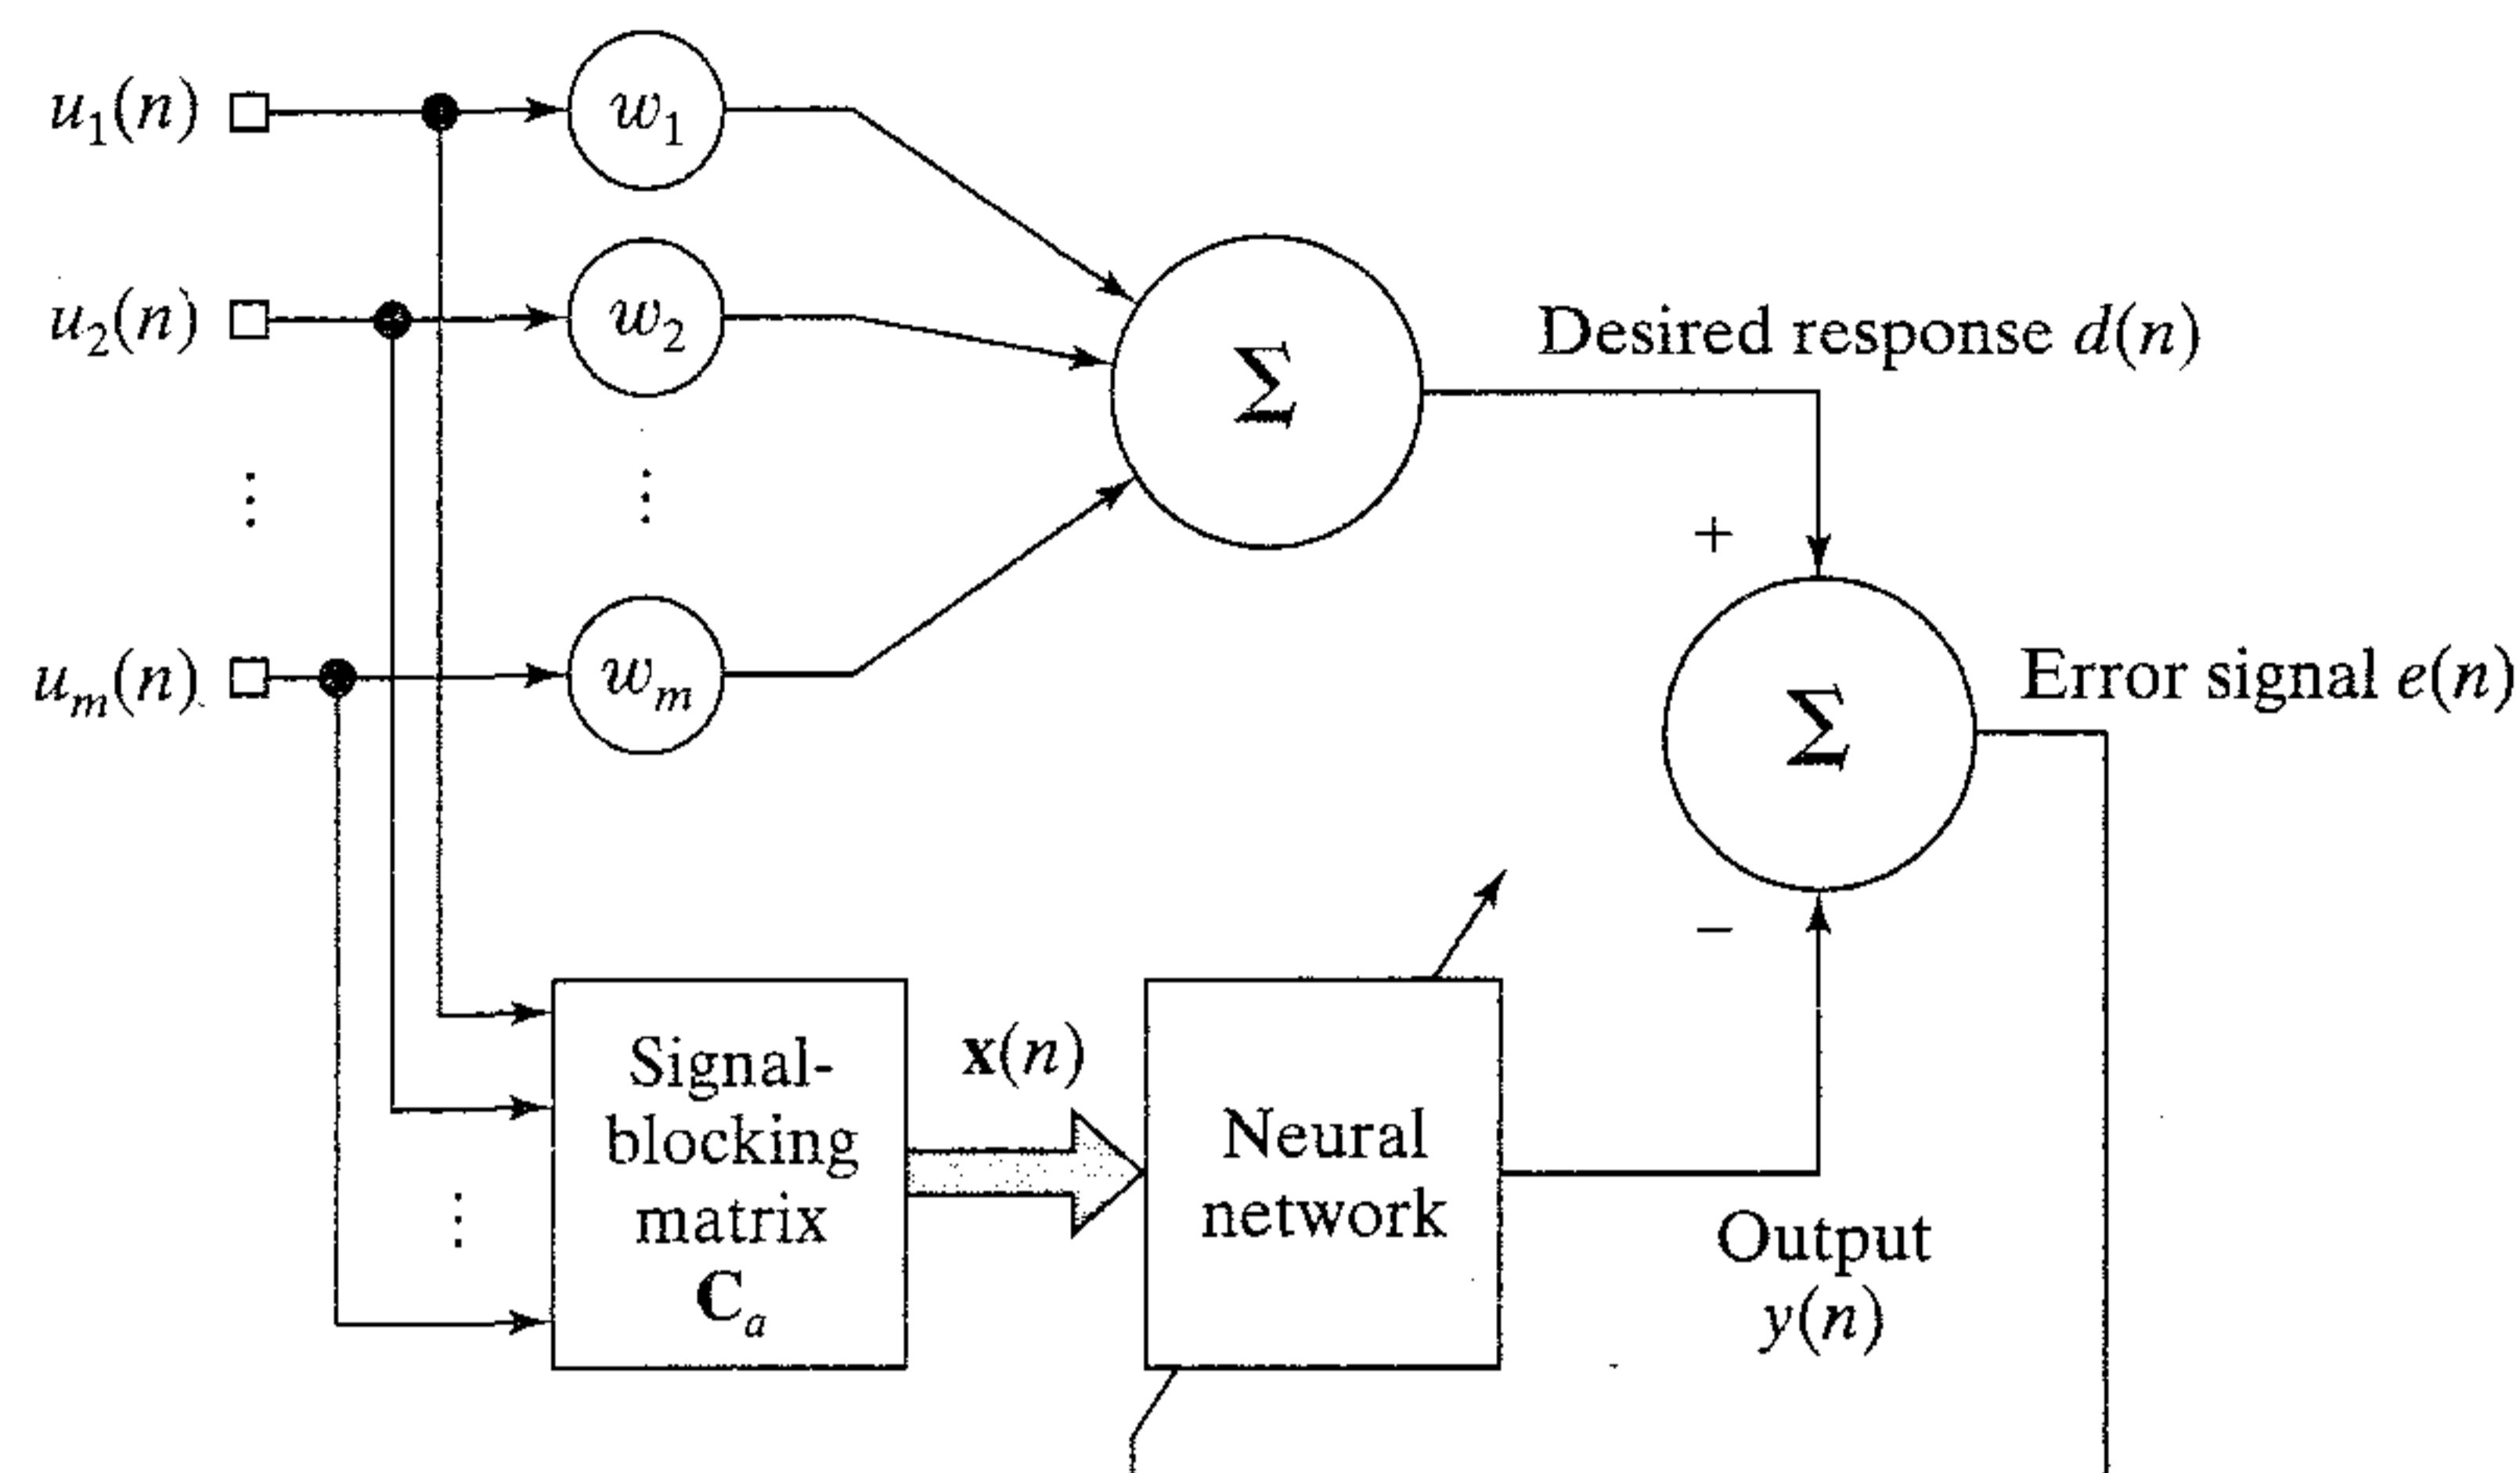 u₁(n)
w₁
u₂(n)
w₂
⋮
⋮
uₘ(n)
wₘ
Σ
Desired response d(n)
+
Σ
Error signal e(n)
−
Signal-
blocking
matrix
Cₐ
⋮
x(n)
Neural
network
Output
y(n)